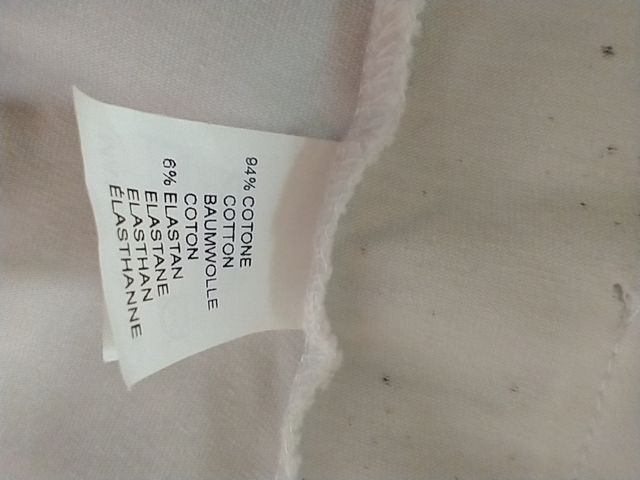 94% COTONE
COTTON
BAUMWOLLE
COTON
6% ELASTAN
ELASTANE
ELASTHAN
ÉLASTHANNE